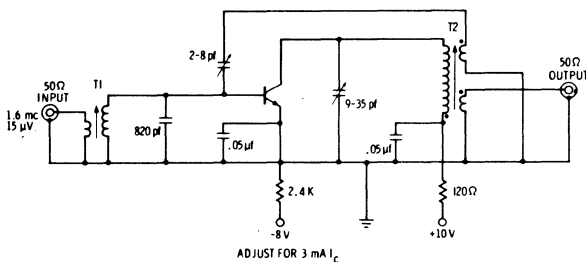 T2
2-8 pf
50Ω
INPUT
T1
50Ω
OUTPUT
1.6 mc
15 μV
820 pf
9-35 pf
.05 μf
.05 μf
2.4 K
120Ω
-8 V
+10 V
ADJUST FOR 3 mA Ic